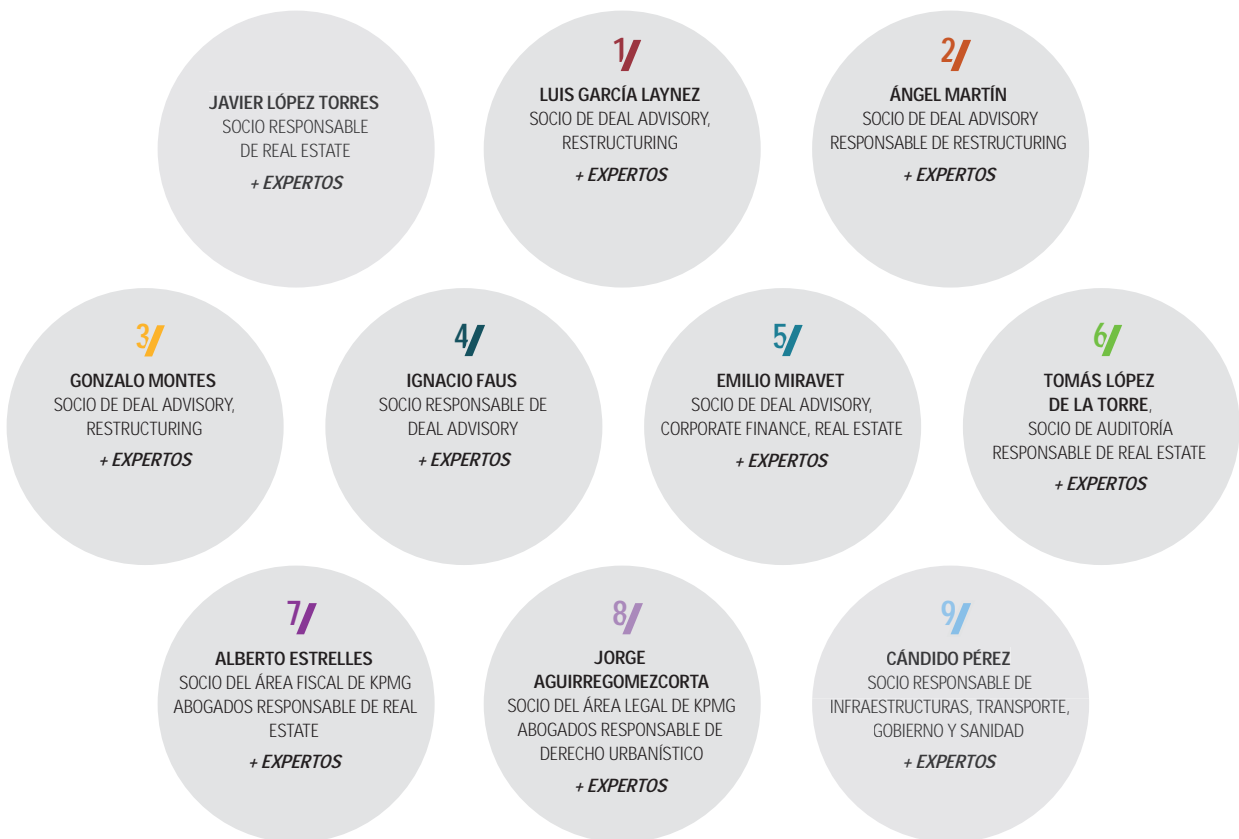 JAVIER LÓPEZ TORRES
SOCIO RESPONSABLE
DE REAL ESTATE
+ EXPERTOS
1/
LUIS GARCÍA LAYNEZ
SOCIO DE DEAL ADVISORY,
RESTRUCTURING
+ EXPERTOS
2/
ÁNGEL MARTÍN
SOCIO DE DEAL ADVISORY
RESPONSABLE DE RESTRUCTURING
+ EXPERTOS
3/
GONZALO MONTES
SOCIO DE DEAL ADVISORY,
RESTRUCTURING
+ EXPERTOS
4/
IGNACIO FAUS
SOCIO RESPONSABLE DE
DEAL ADVISORY
+ EXPERTOS
5/
EMILIO MIRAVET
SOCIO DE DEAL ADVISORY,
CORPORATE FINANCE, REAL ESTATE
+ EXPERTOS
6/
TOMÁS LÓPEZ
DE LA TORRE,
SOCIO DE AUDITORÍA
RESPONSABLE DE REAL ESTATE
+ EXPERTOS
7/
ALBERTO ESTRELLES
SOCIO DEL ÁREA FISCAL DE KPMG
ABOGADOS RESPONSABLE DE REAL
ESTATE
+ EXPERTOS
8/
JORGE
AGUIRREGOMEZCORTA
SOCIO DEL ÁREA LEGAL DE KPMG
ABOGADOS RESPONSABLE DE
DERECHO URBANÍSTICO
+ EXPERTOS
9/
CÁNDIDO PÉREZ
SOCIO RESPONSABLE DE
INFRAESTRUCTURAS, TRANSPORTE,
GOBIERNO Y SANIDAD
+ EXPERTOS